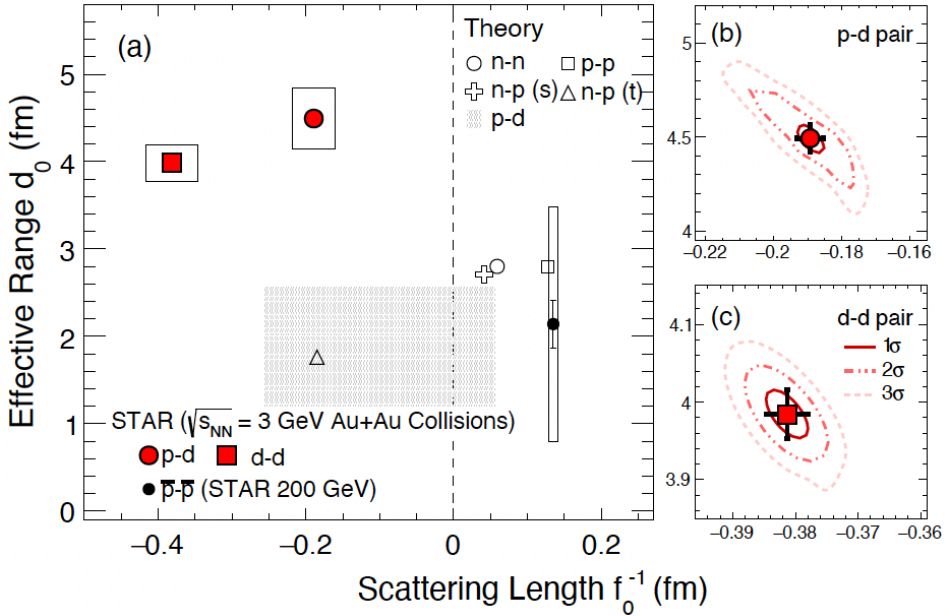 (a)
Theory
n-n
p-p
n-p (s)
n-p (t)
p-d
STAR (√s_NN = 3 GeV Au+Au Collisions)
p-d
d-d
p̅-p̅ (STAR 200 GeV)
Effective Range d_0 (fm)
5
4
3
2
1
0
−0.4
−0.2
0
0.2
Scattering Length f_0^-1 (fm)
(b)
p-d pair
5
4.5
4
−0.22
−0.2
−0.18
−0.16
(c)
d-d pair
1σ
2σ
3σ
4.1
4
3.9
−0.39
−0.38
−0.37
−0.36